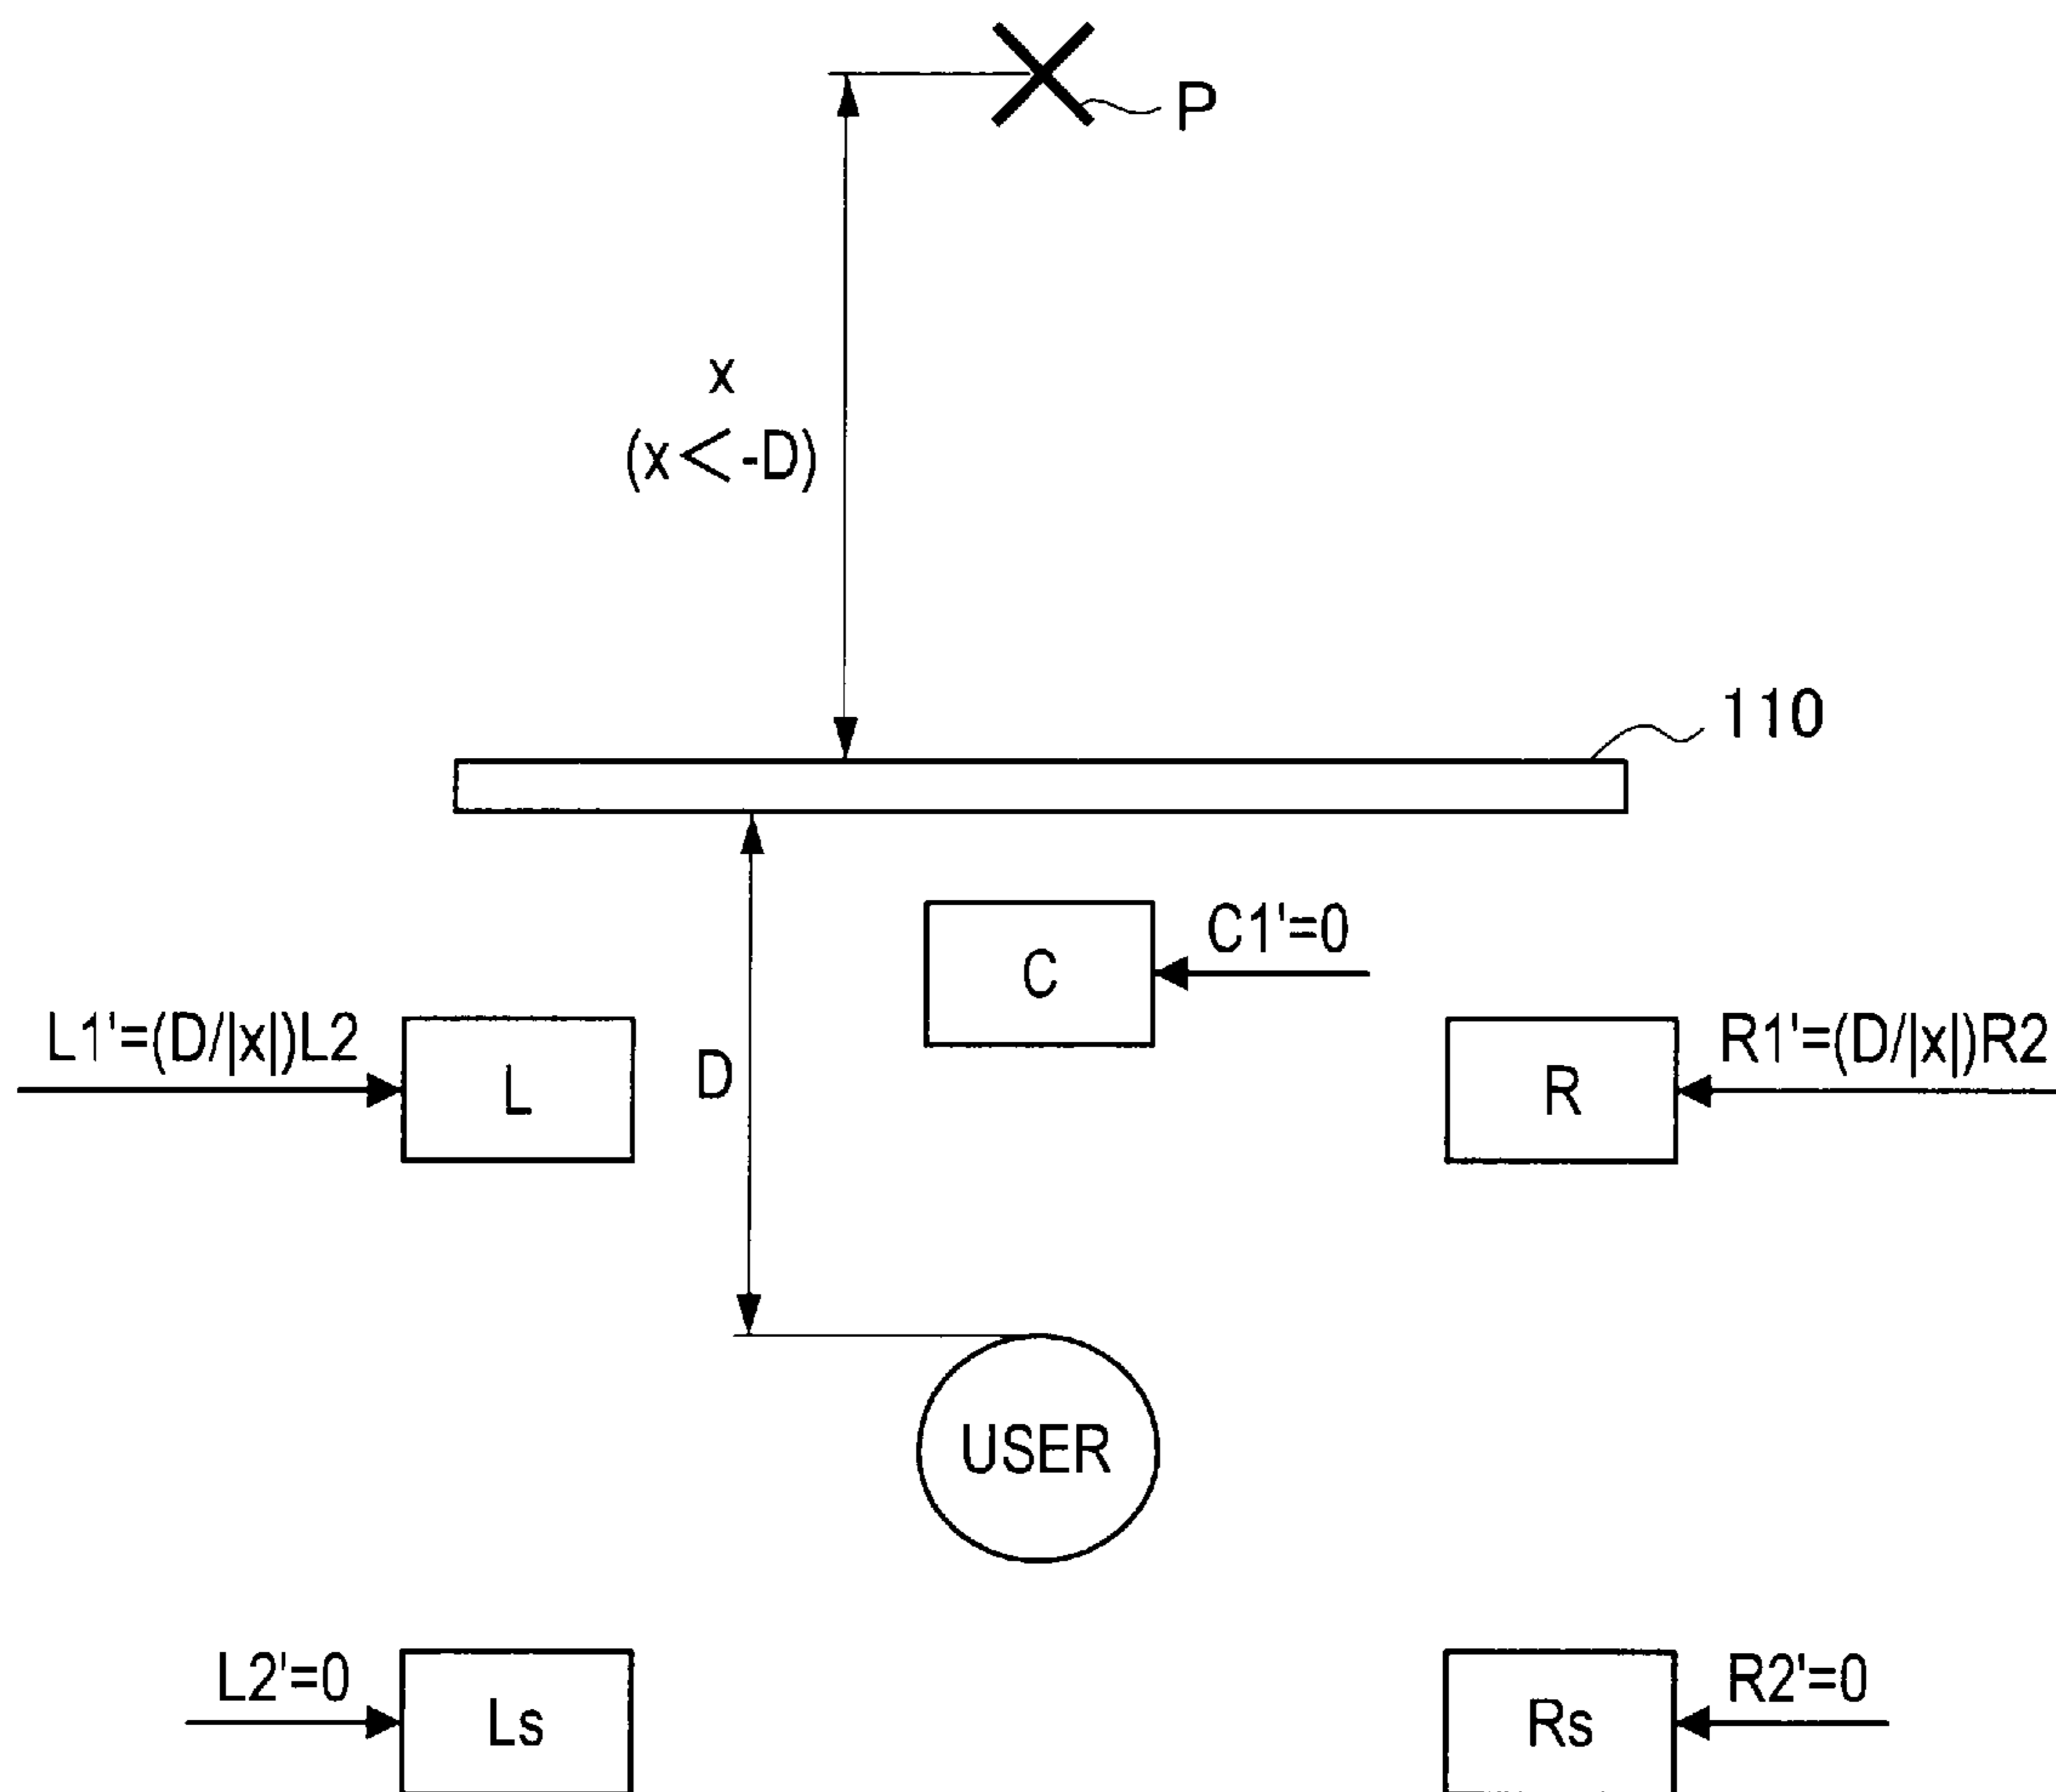 P
x
(x<-D)
110
C1'=0
C
L1'=(D/|x|)L2
L
D
R
R1'=(D/|x|)R2
USER
L2'=0
Ls
Rs
R2'=0